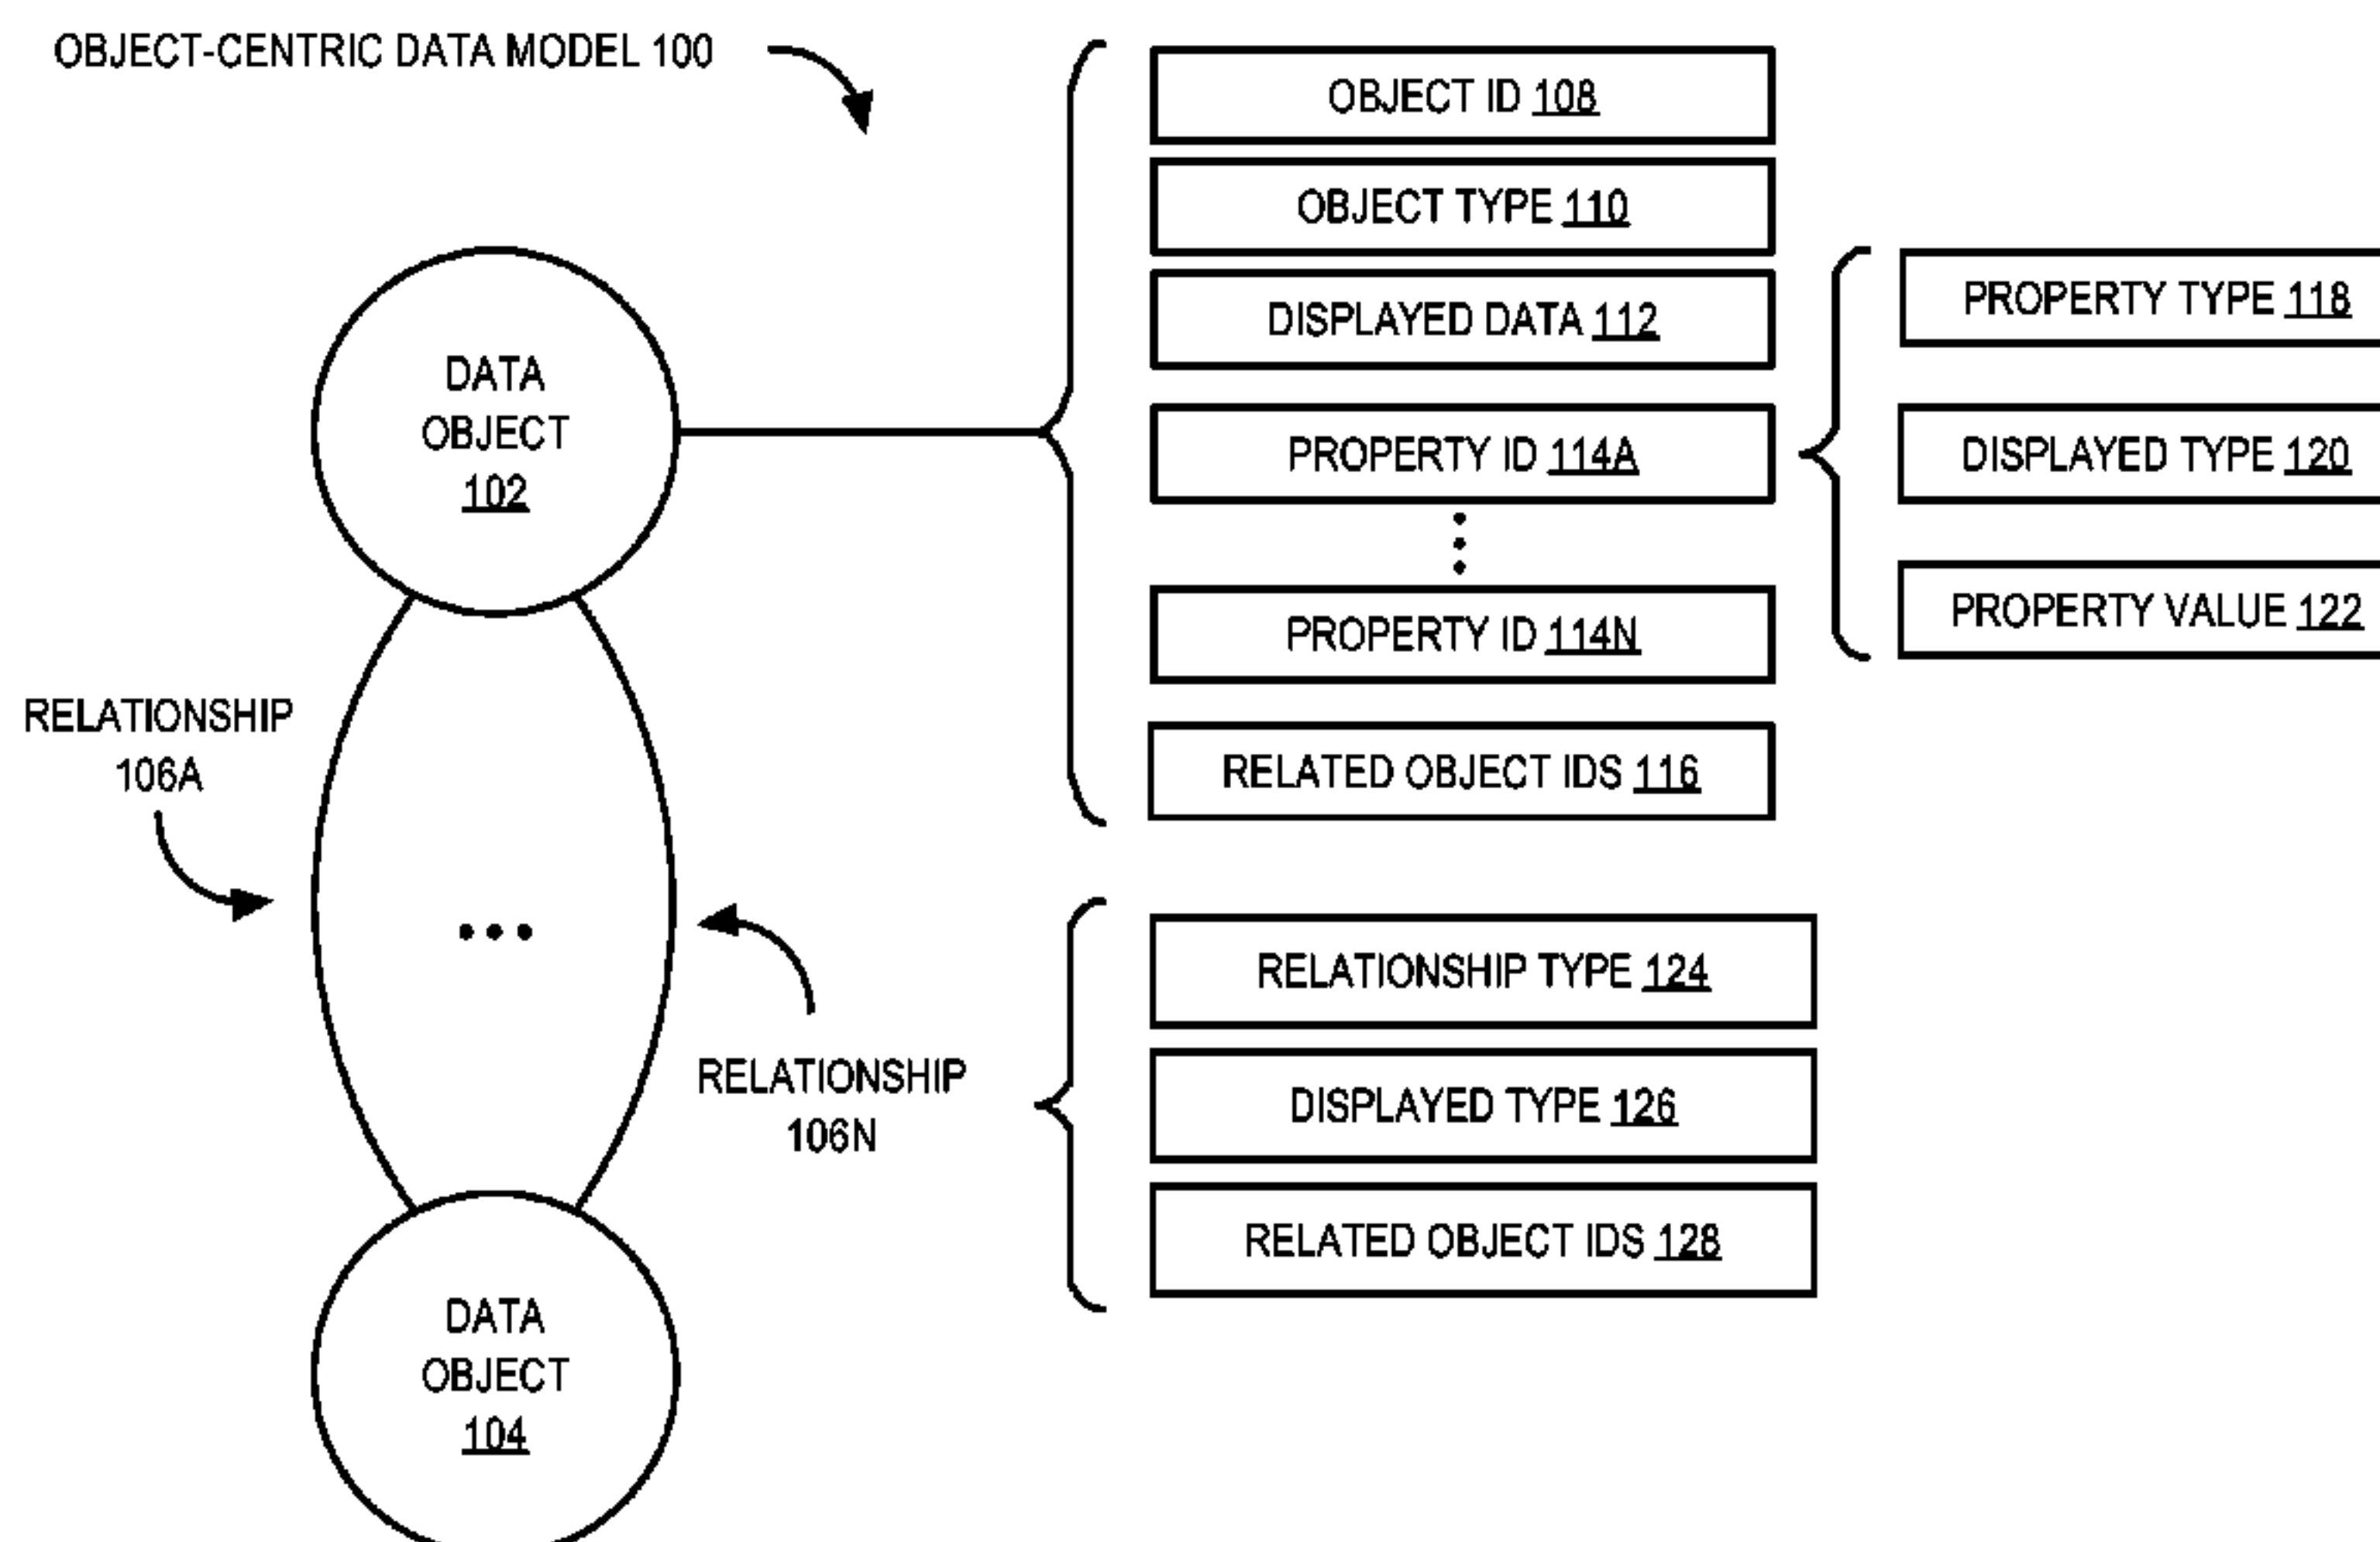 OBJECT-CENTRIC DATA MODEL 100
OBJECT ID 108
OBJECT TYPE 110
DISPLAYED DATA 112
PROPERTY ID 114A
PROPERTY ID 114N
RELATED OBJECT IDS 116
PROPERTY TYPE 118
DISPLAYED TYPE 120
PROPERTY VALUE 122
DATA
OBJECT
102
RELATIONSHIP
106A
RELATIONSHIP
106N
RELATIONSHIP TYPE 124
DISPLAYED TYPE 126
RELATED OBJECT IDS 128
DATA
OBJECT
104